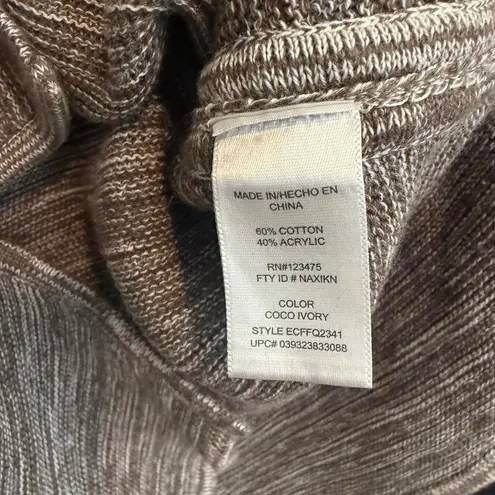 MADE IN/HECHO EN
CHINA
60% COTTON
40% ACRYLIC
RN#123475
FTY ID # NAXIKN
COLOR
COCO IVORY
STYLE ECFFQ2341
UPC# 039323833088